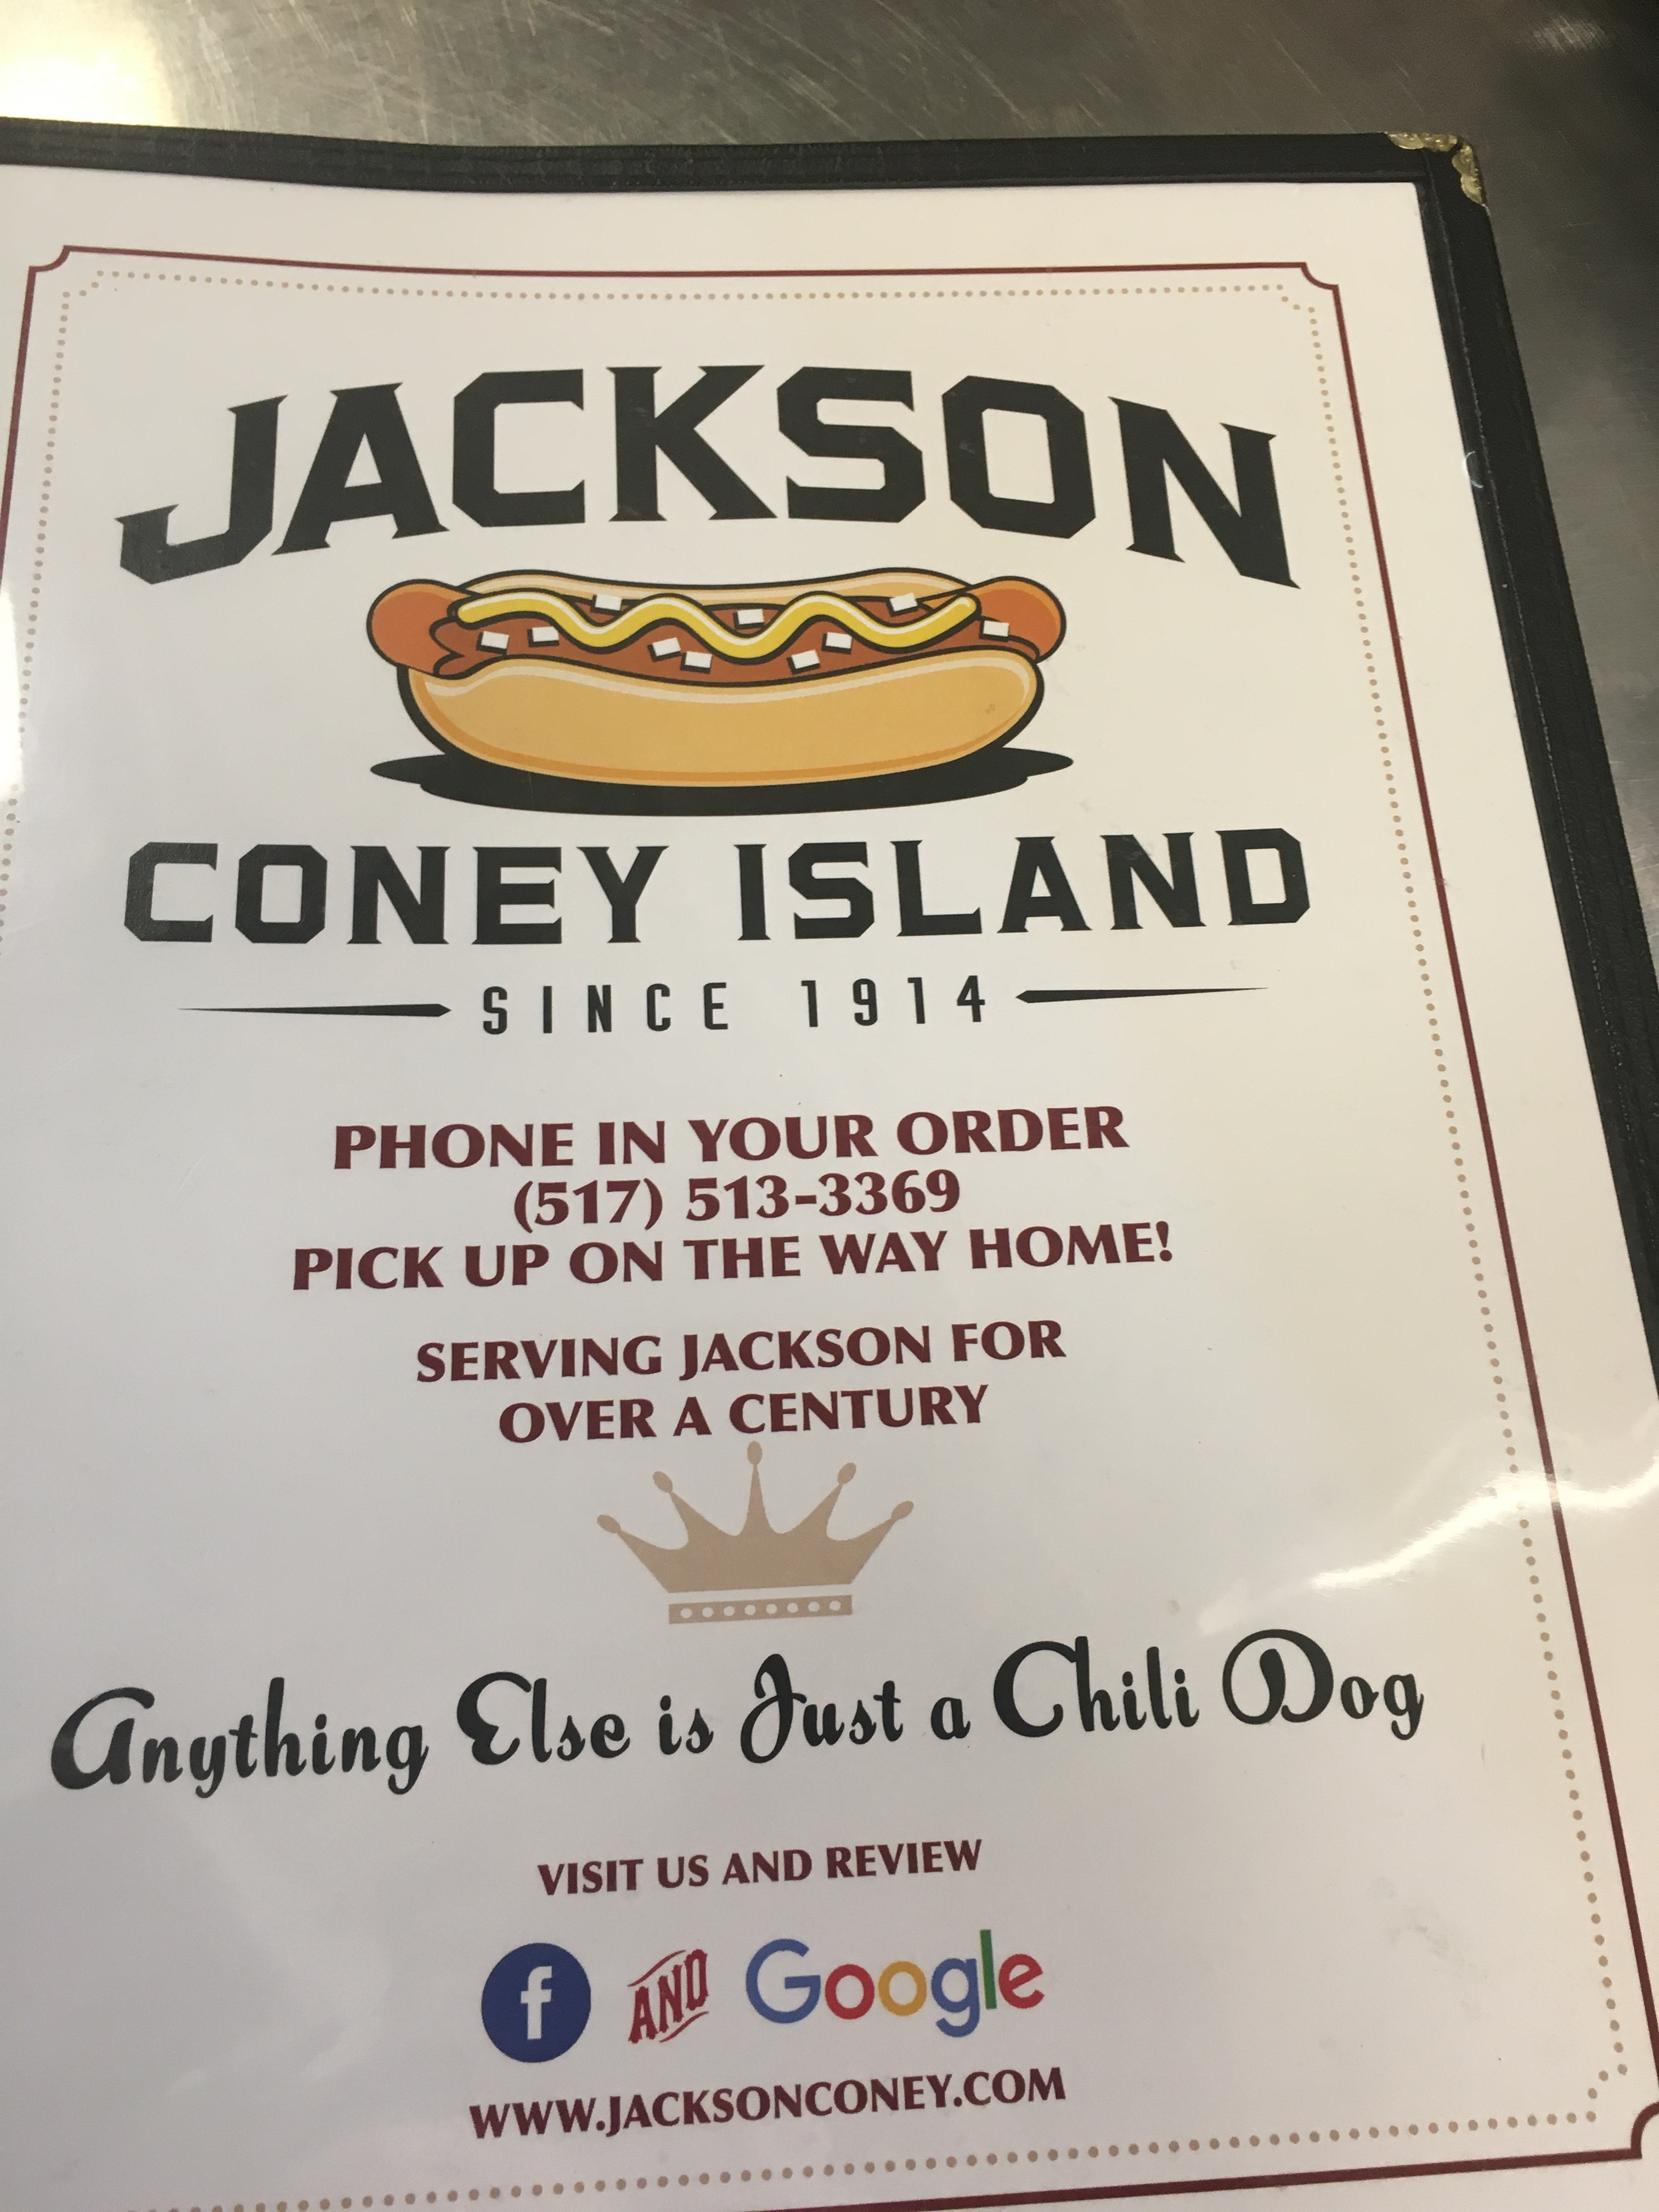 JACKSON
CONEY ISLAND
SINCE 1914
PHONE IN YOUR ORDER
(517) 513-3369
PICK UP ON THE WAY HOME!
SERVING JACKSON FOR
OVER A CENTURY
Anything Else is Just a Chili Dog
VISIT US AND REVIEW
f AND Google
WWW.JACKSONCONEY.COM